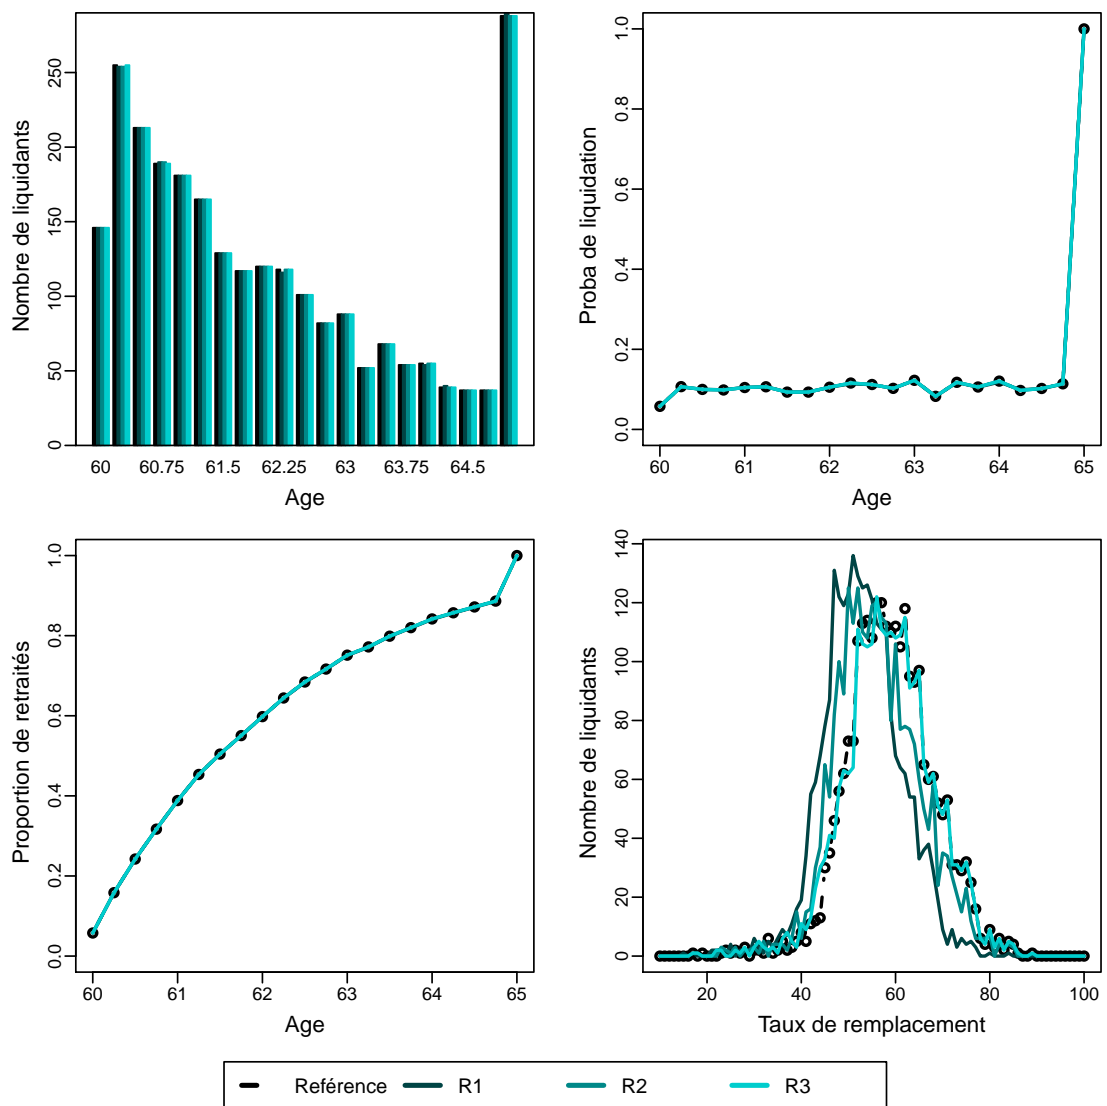 Nombre de liquidants
0 50 100 150 200 250
60 60.75 61.5 62.25 63 63.75 64.5
Age
Proba de liquidation
0.0 0.2 0.4 0.6 0.8 1.0
60 61 62 63 64 65
Age
Proportion de retraités
0.0 0.2 0.4 0.6 0.8 1.0
60 61 62 63 64 65
Age
Nombre de liquidants
0 20 40 60 80 100 120 140
20 40 60 80 100
Taux de remplacement
Reférence R1 R2 R3